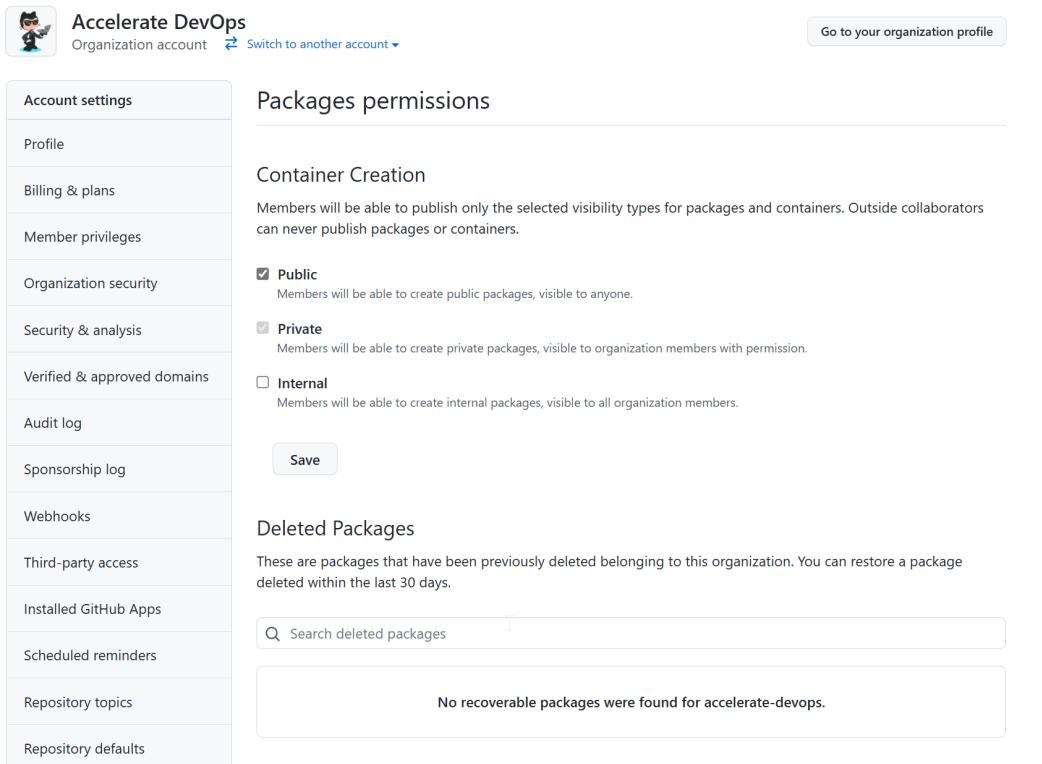 Accelerate DevOps
Organization account Switch to another account
Go to your organization profile
Account settings
Profile
Billing & plans
Member privileges
Organization security
Security & analysis
Verified & approved domains
Audit log
Sponsorship log
Webhooks
Third-party access
Installed GitHub Apps
Scheduled reminders
Repository topics
Repository defaults
Packages permissions
Container Creation
Members will be able to publish only the selected visibility types for packages and containers. Outside collaborators
can never publish packages or containers.
Public
Members will be able to create public packages, visible to anyone.
Private
Members will be able to create private packages, visible to organization members with permission.
Internal
Members will be able to create internal packages, visible to all organization members.
Save
Deleted Packages
These are packages that have been previously deleted belonging to this organization. You can restore a package
deleted within the last 30 days.
Search deleted packages
No recoverable packages were found for accelerate-devops.